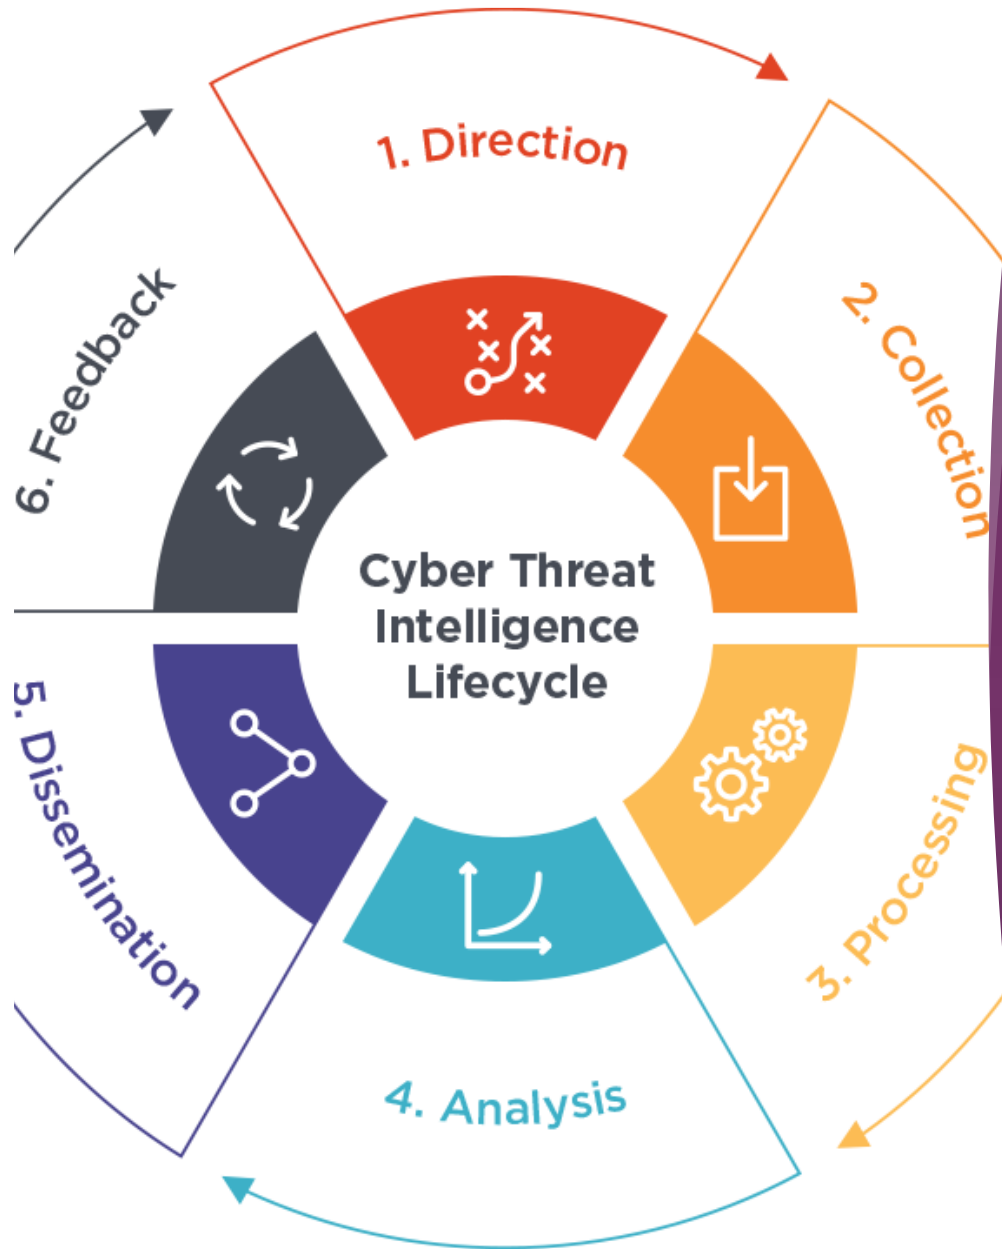 1. Direction
2. Collection
3. Processing
4. Analysis
5. Dissemination
6. Feedback
Cyber Threat
Intelligence
Lifecycle